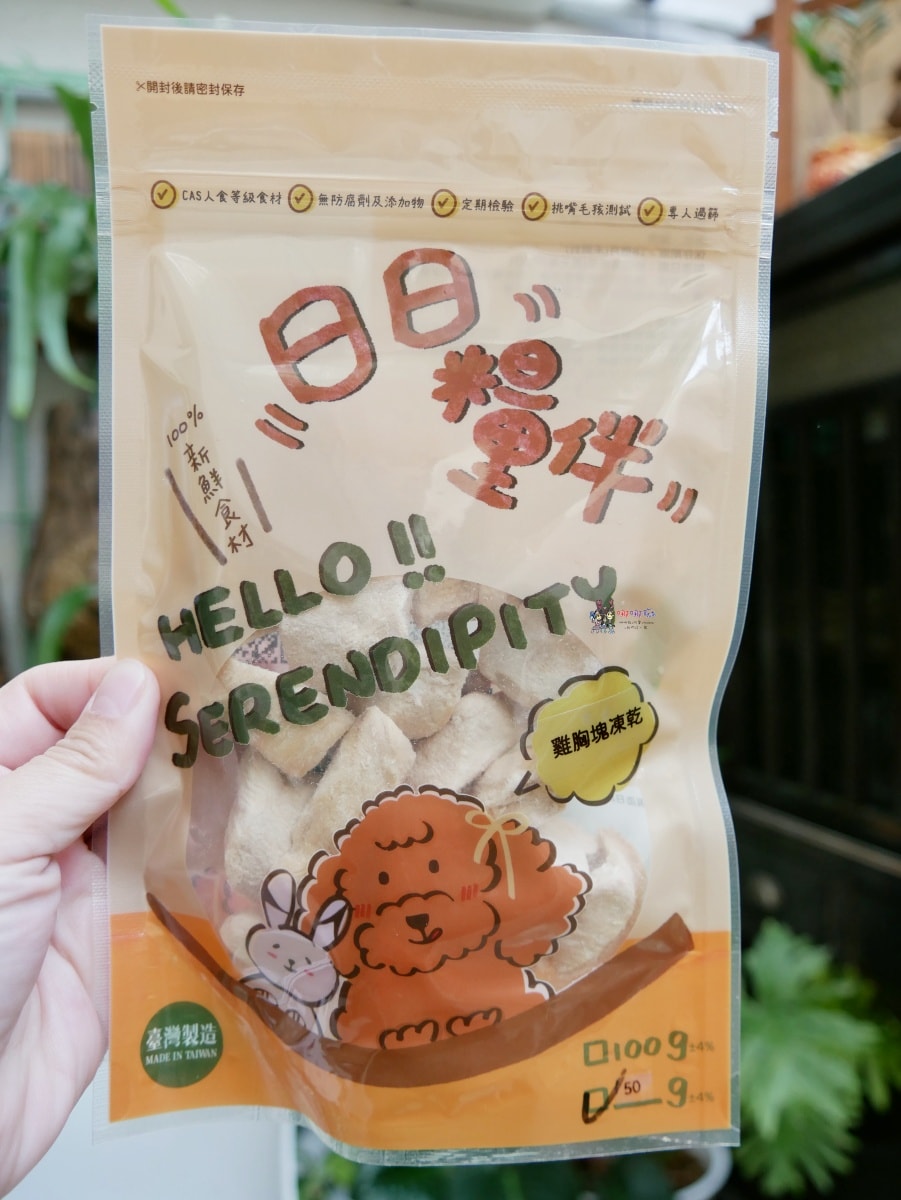 ✕開封後請密封保存
CAS人食等級食材 無防腐劑及添加物 定期檢驗 挑嘴毛孩測試 專人過篩
日日
糧伴
100%新鮮食材
HELLO!!
SERENDIPITY
雞胸塊凍乾
臺灣製造
MADE IN TAIWAN
100g±4%
50g±4%